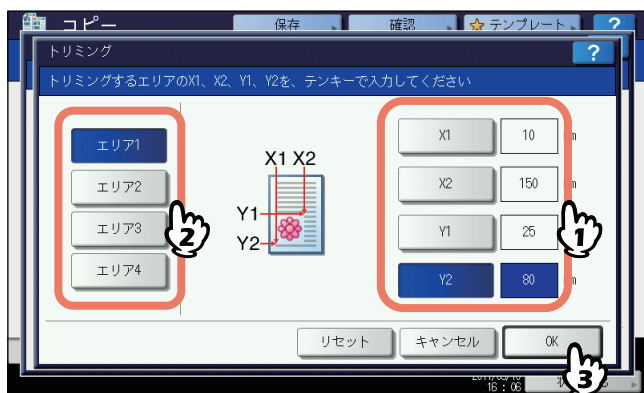 コピー
保存
確認
テンプレート
?
トリミング
?
トリミングするエリアのX1、X2、Y1、Y2を、テンキーで入力してください
エリア1
エリア2
エリア3
エリア4
2
X1 X2
Y1
Y2
X1 10
X2 150
Y1 25
Y2 80
1
リセット
キャンセル
OK
3
16:06